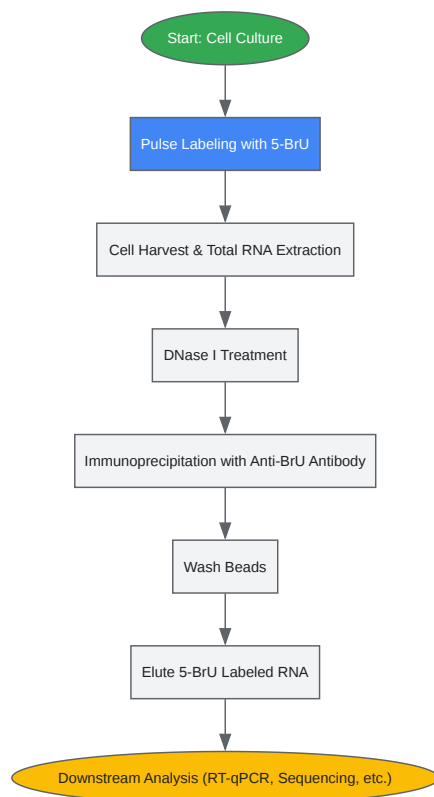 Start: Cell Culture
Pulse Labeling with 5-BrU
Cell Harvest & Total RNA Extraction
DNase I Treatment
Immunoprecipitation with Anti-BrU Antibody
Wash Beads
Elute 5-BrU Labeled RNA
Downstream Analysis (RT-qPCR, Sequencing, etc.)